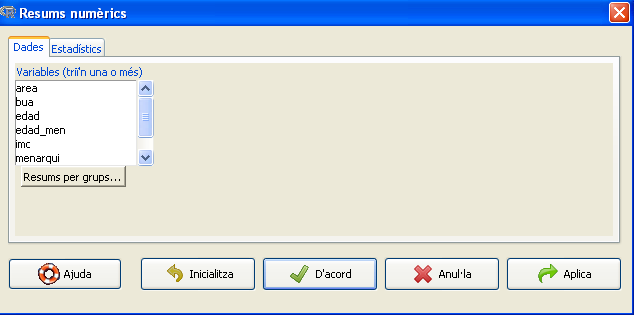 Resums numèrics
Dades Estadístics
Variables (triï'n una o més)
area
bua
edad
edad_men
imc
menarqui
Resums per grups...
Ajuda Inicialitza D'acord Anul·la Aplica